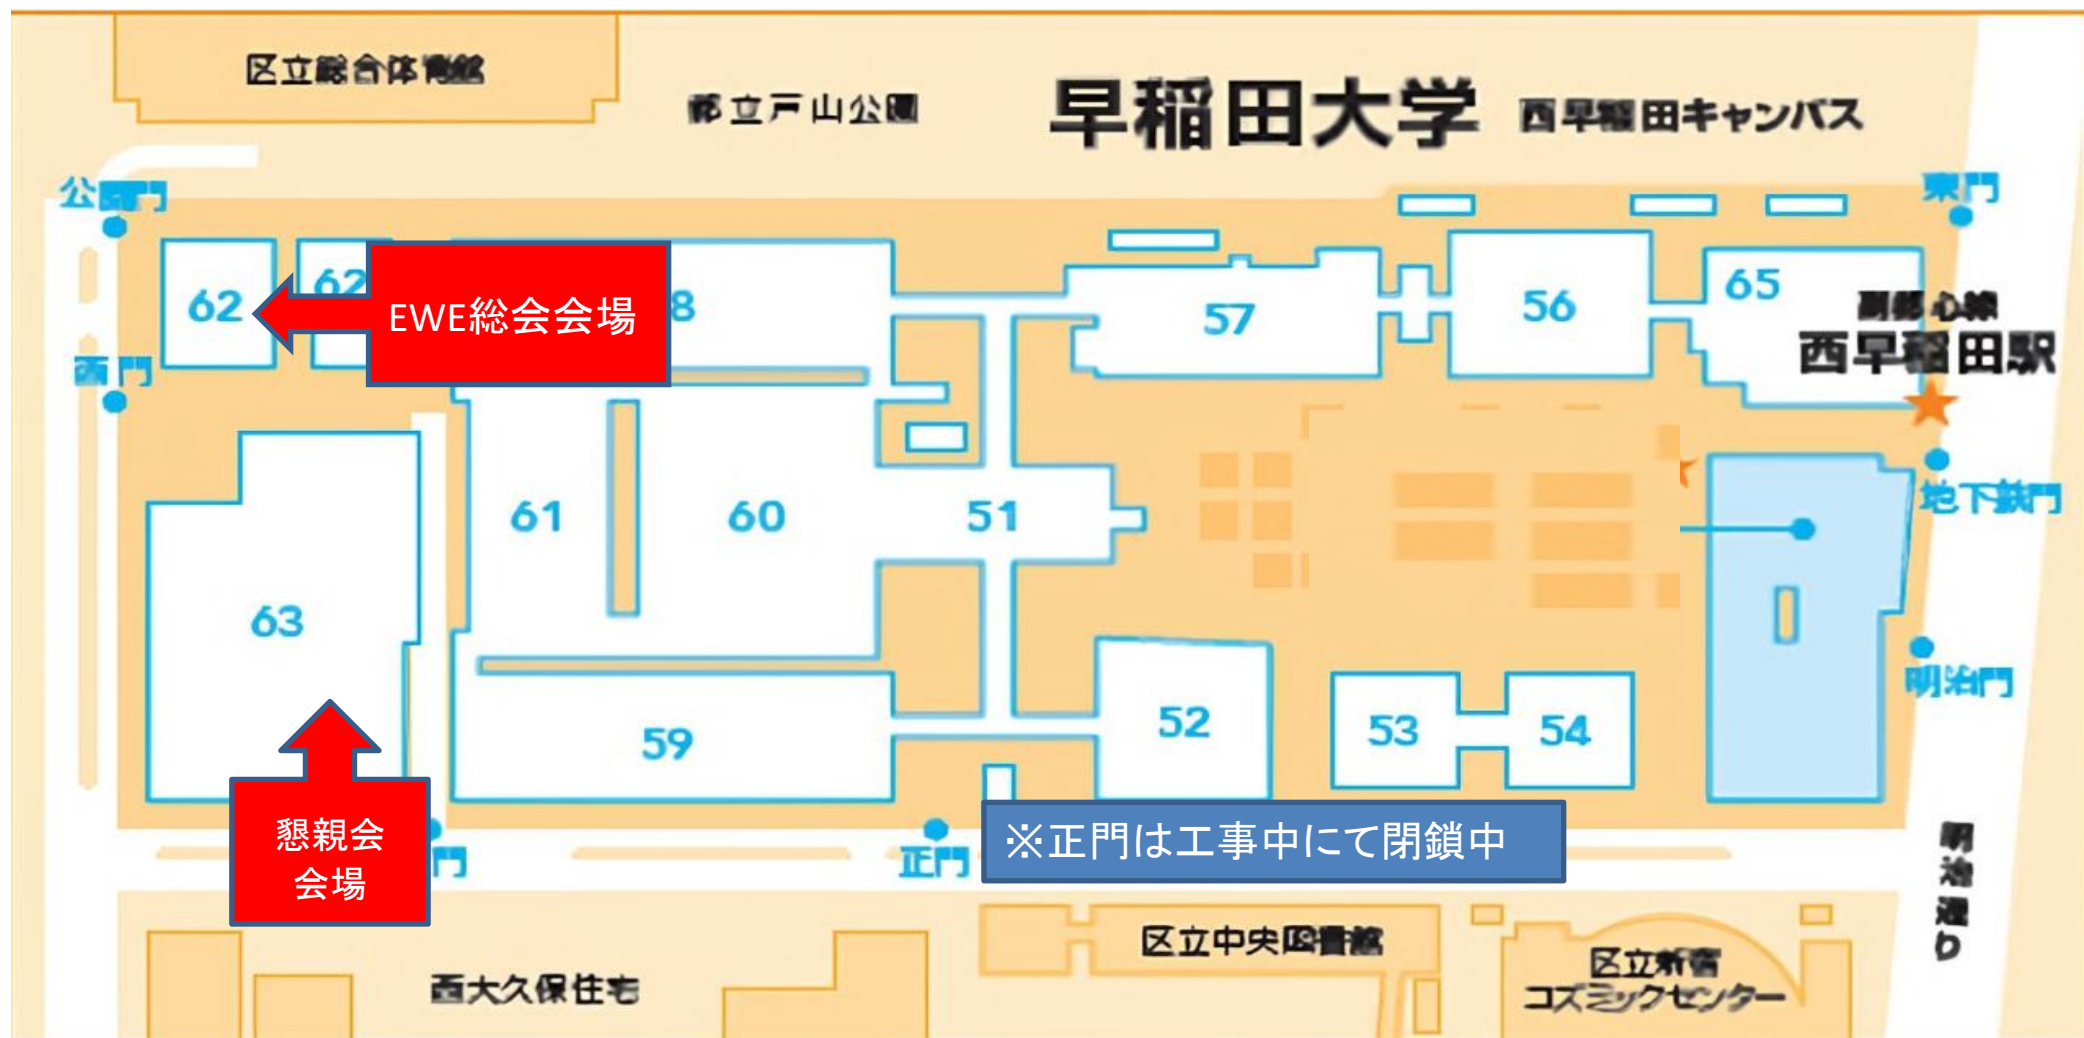 区立総合体育館
都立戸山公園
早稲田大学 西早稲田キャンパス
公園門
東門
62
62
EWE総会会場
8
57
56
65
副都心線
西早稲田駅
西門
地下鉄門
61
60
51
63
明治門
59
52
53
54
懇親会
会場
門
正門
※正門は工事中にて閉鎖中
明治通り
区立中央図書館
区立新宿
コズミックセンター
西大久保住宅